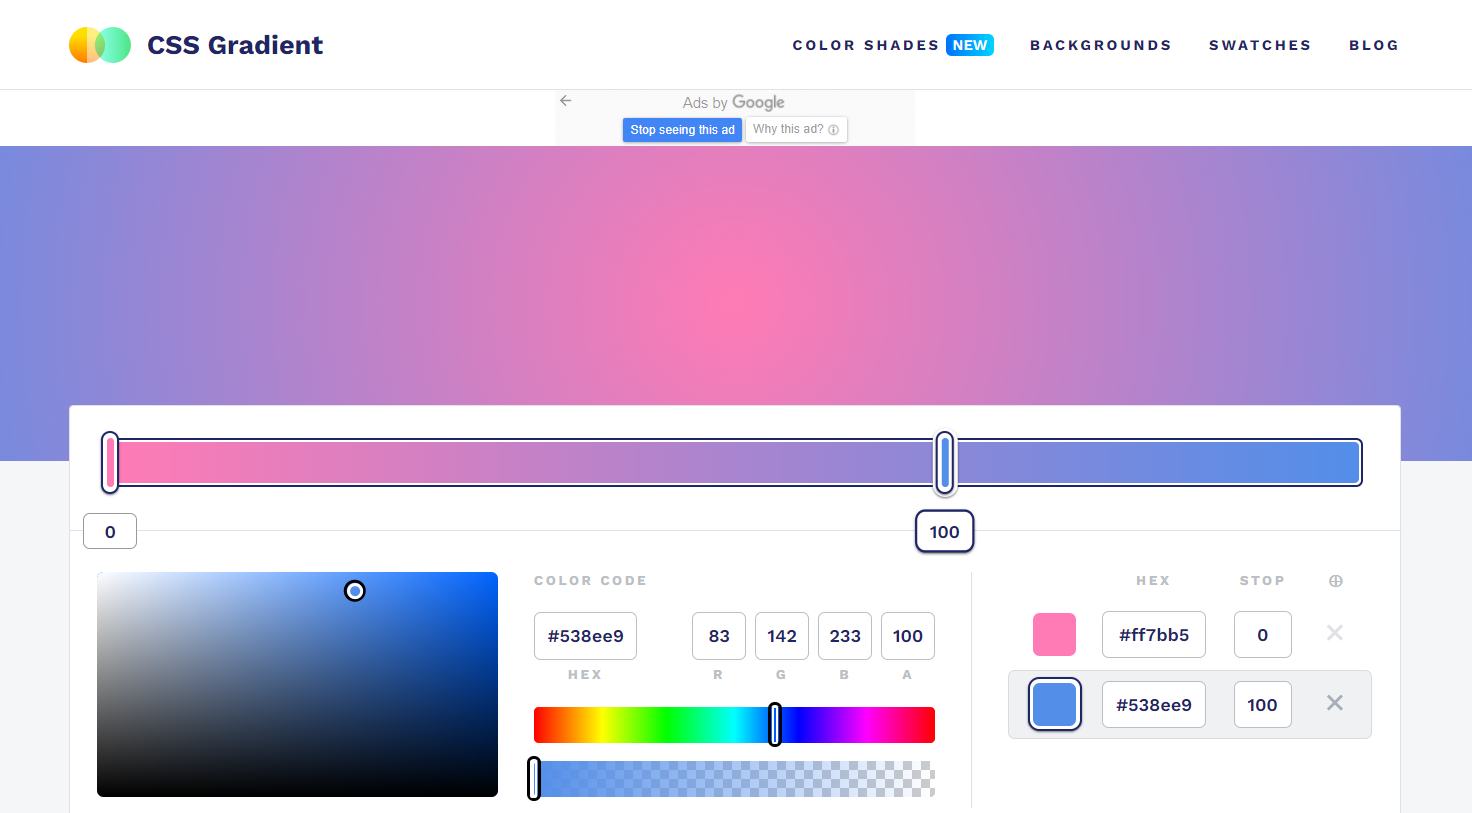 CSS Gradient
COLOR SHADES NEW BACKGROUNDS SWATCHES BLOG
Ads by Google
Stop seeing this ad Why this ad?
0 100
COLOR CODE
#538ee9 83 142 233 100
HEX R G B A
HEX STOP
#ff7bb5 0
#538ee9 100